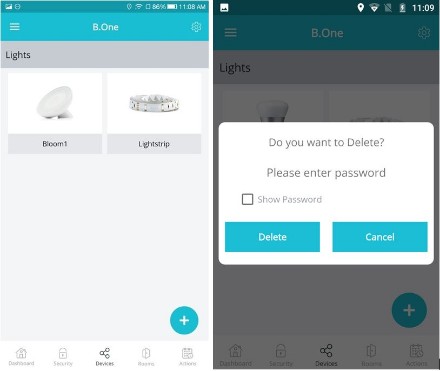 86% 11:08 AM
B.One
Lights
Bloom1
Lightstrip
Dashboard
Security
Devices
Rooms
Actions
11:09
B.One
Lights
Do you want to Delete?
Please enter password
Show Password
Delete
Cancel
Dashboard
Security
Devices
Rooms
Actions